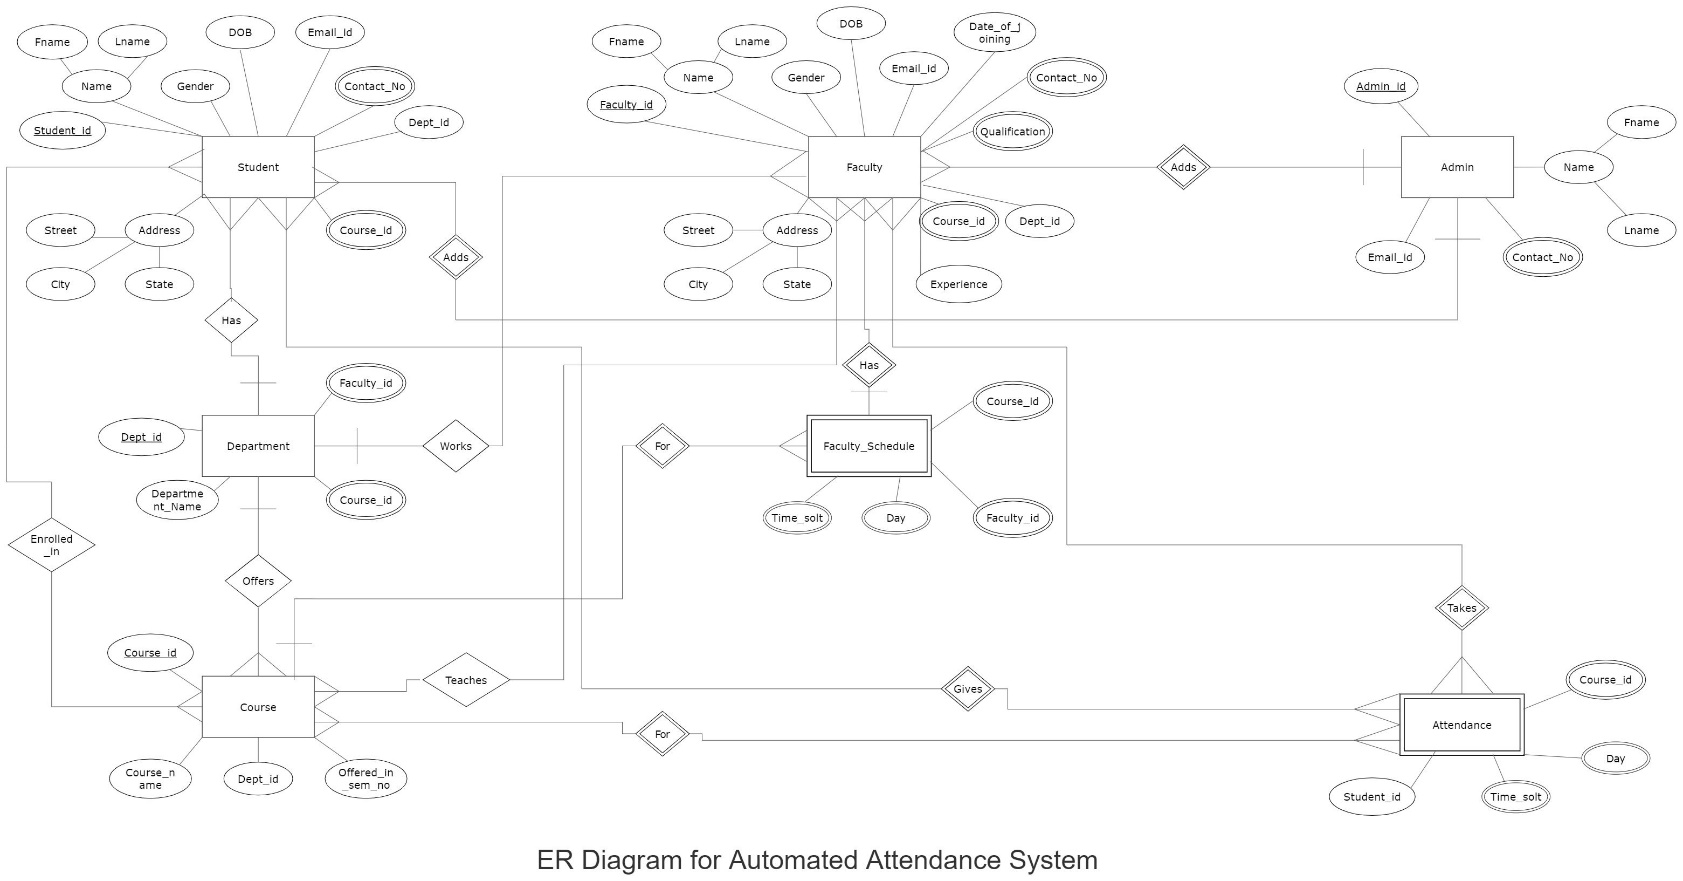 Fname
Lname
DOB
Email_id
Name
Gender
Contact_No
Student_id
Dept_id
Student
Street
Address
Course_id
City
State
Adds
Has
Fname
Lname
DOB
Date_of_j
oining
Name
Gender
Email_id
Contact_No
Faculty_id
Qualification
Faculty
Street
Address
Course_id
Dept_id
City
State
Experience
Adds
Admin_id
Fname
Admin
Name
Lname
Email_id
Contact_No
Has
Faculty_id
Dept_id
Department
Works
Departme
nt_Name
Course_id
For
Course_id
Faculty_Schedule
Time_solt
Day
Faculty_id
Enrolled
_in
Offers
Takes
Course_id
Course
Teaches
Gives
For
Course_n
ame
Dept_id
Offered_in
_sem_no
Course_id
Attendance
Day
Student_id
Time_solt
ER Diagram for Automated Attendance System